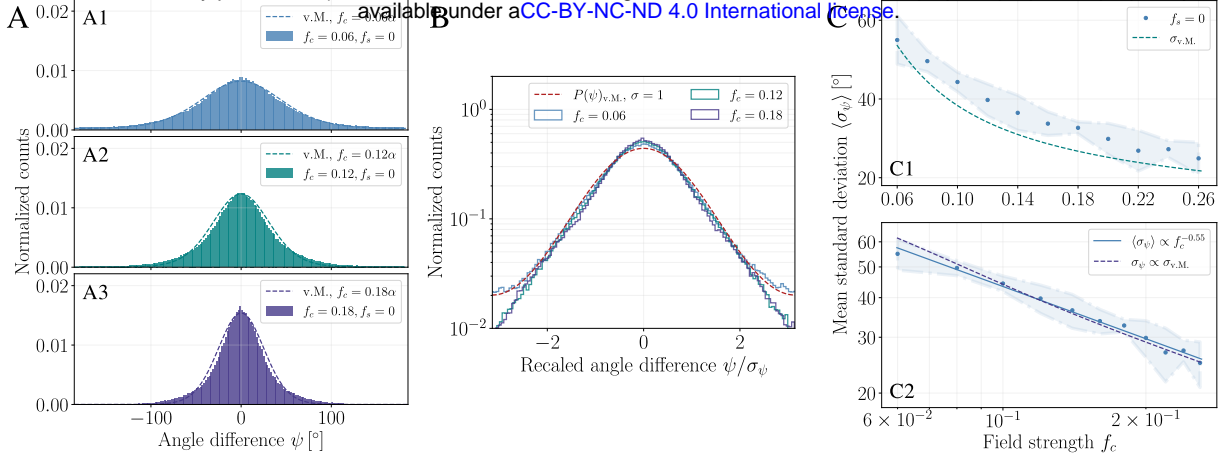 available under aCC-BY-NC-ND 4.0 International license.
A
A1
v.M., f_c = 0.06α
f_c = 0.06, f_s = 0
0.02
0.01
0.00
A2
v.M., f_c = 0.12α
f_c = 0.12, f_s = 0
0.02
0.01
0.00
A3
v.M., f_c = 0.18α
f_c = 0.18, f_s = 0
0.02
0.01
0.00
Normalized counts
−100 0 100
Angle difference ψ [°]
B
P(ψ)_v.M., σ = 1
f_c = 0.06
f_c = 0.12
f_c = 0.18
10^0
10^−1
10^−2
Normalized counts
−2 0 2
Recaled angle difference ψ/σ_ψ
C
f_s = 0
σ_v.M.
60
40
20
C1
0.06 0.10 0.14 0.18 0.22 0.26
Mean standard deviation ⟨σ_ψ⟩ [°]
⟨σ_ψ⟩ ∝ f_c^−0.55
σ_ψ ∝ σ_v.M.
60
50
40
30
20
C2
6 × 10^−2 10^−1 2 × 10^−1
Field strength f_c